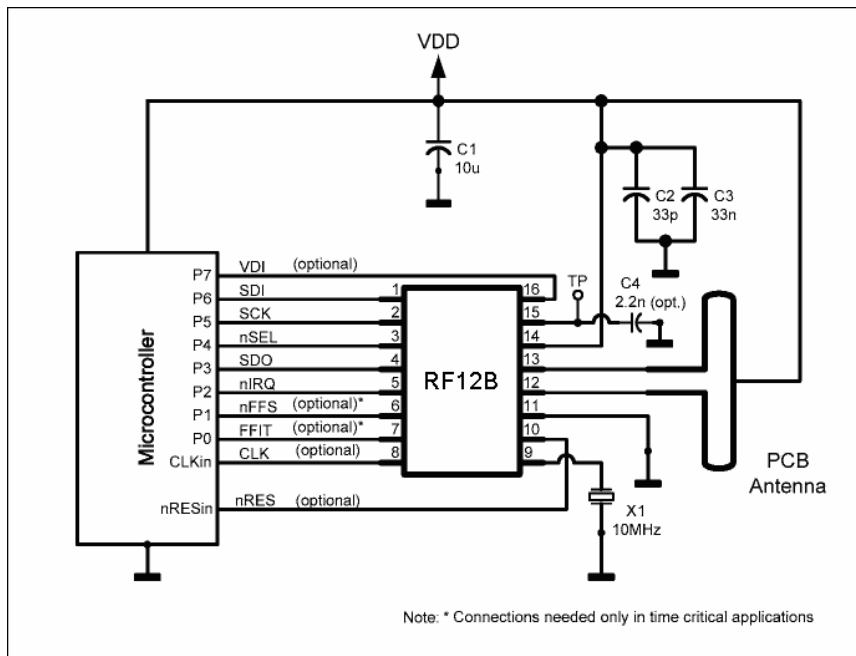 VDD
C1
10u
C2
33p
C3
33n
Microcontroller
P7 VDI (optional)
P6 SDI 1
P5 SCK 2
P4 nSEL 3
P3 SDO 4
P2 nIRQ 5
P1 nFFS (optional)* 6
P0 FFIT (optional)* 7
CLKin CLK (optional) 8
nRESin nRES (optional)
RF12B
16
15
14
13
12
11
10
9
TP
C4
2.2n (opt.)
PCB
Antenna
X1
10MHz
Note: * Connections needed only in time critical applications